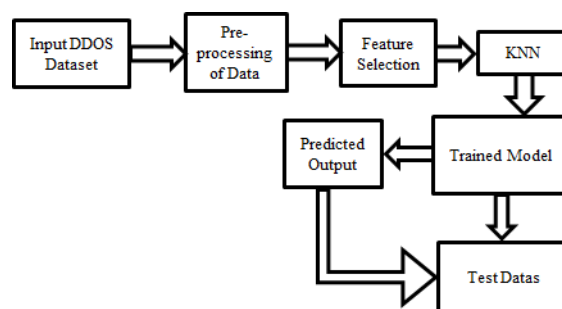 Input DDOS
Dataset
Pre-
processing
of Data
Feature
Selection
KNN
Trained Model
Predicted
Output
Test Datas